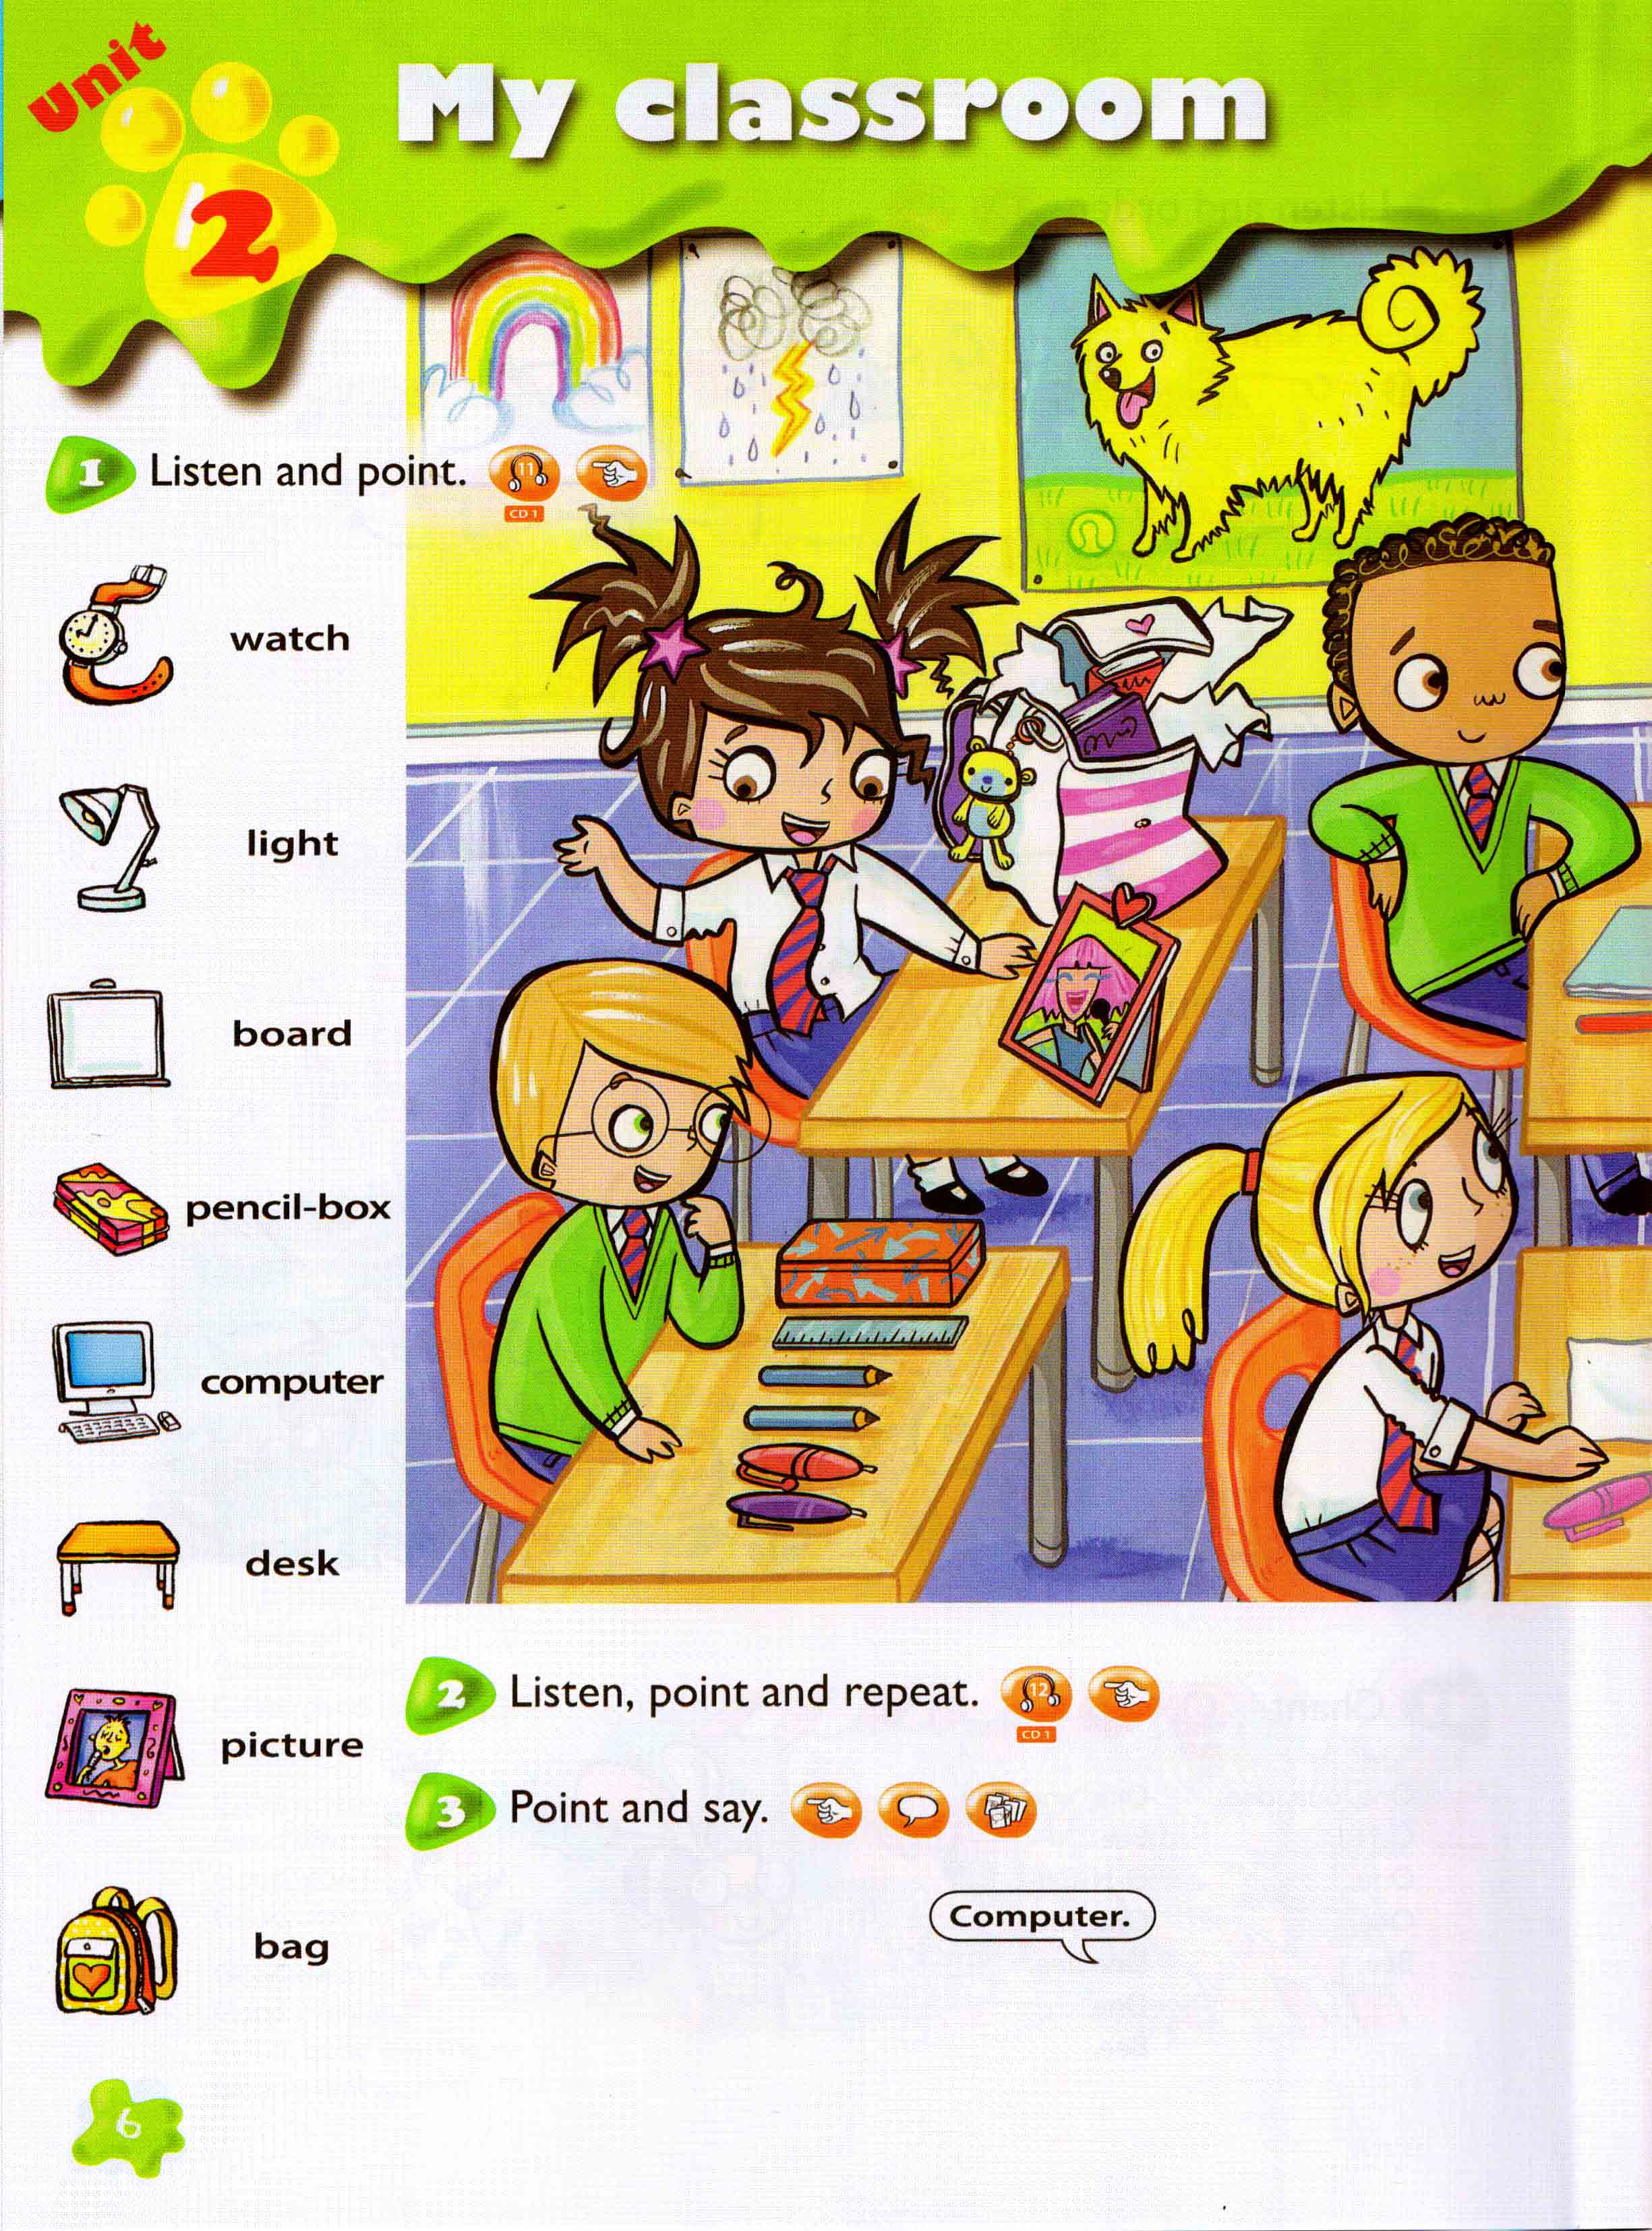 Unit
2
My classroom
1 Listen and point.
11
CD 1
watch
light
board
pencil-box
computer
desk
picture
bag
2 Listen, point and repeat.
12
CD 1
3 Point and say.
Computer.
6